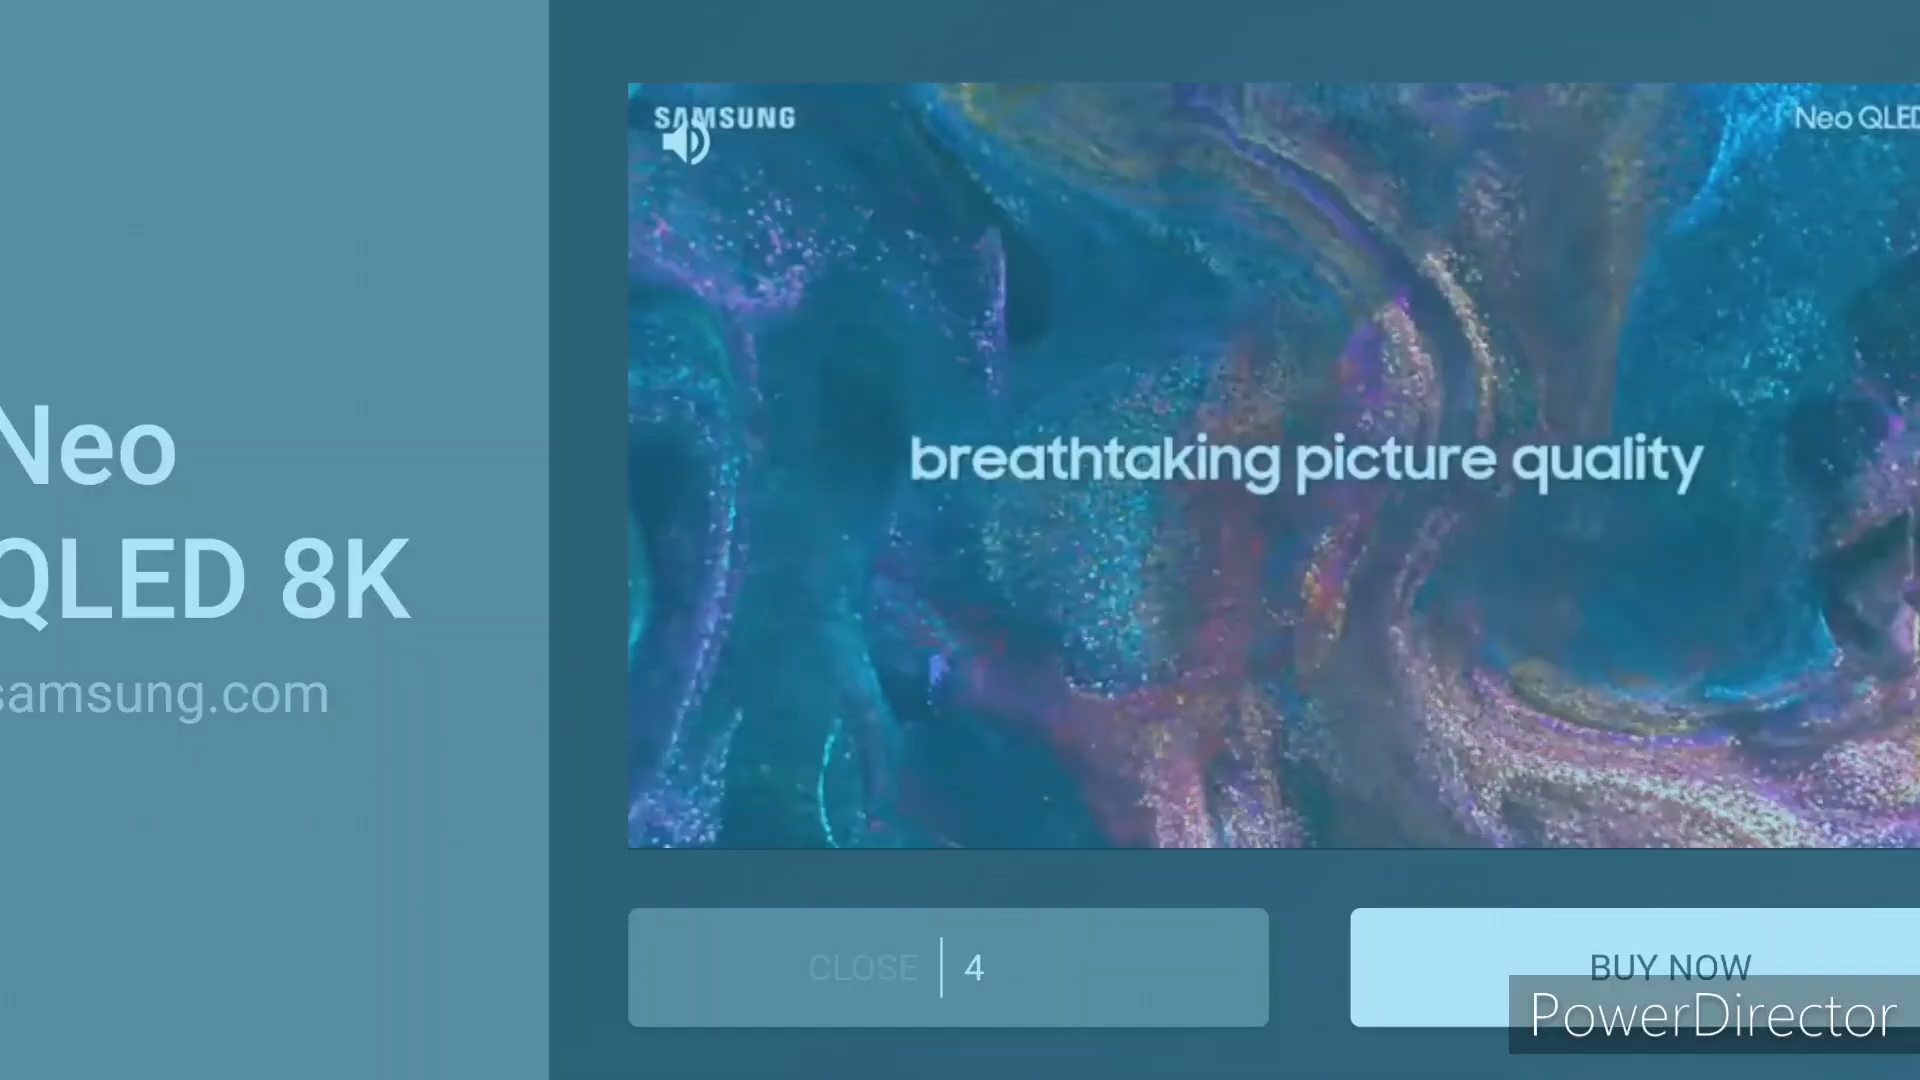 Neo
QLED 8K
samsung.com
SAMSUNG
Neo QLED
breathtaking picture quality
CLOSE
4
BUY NOW
PowerDirector